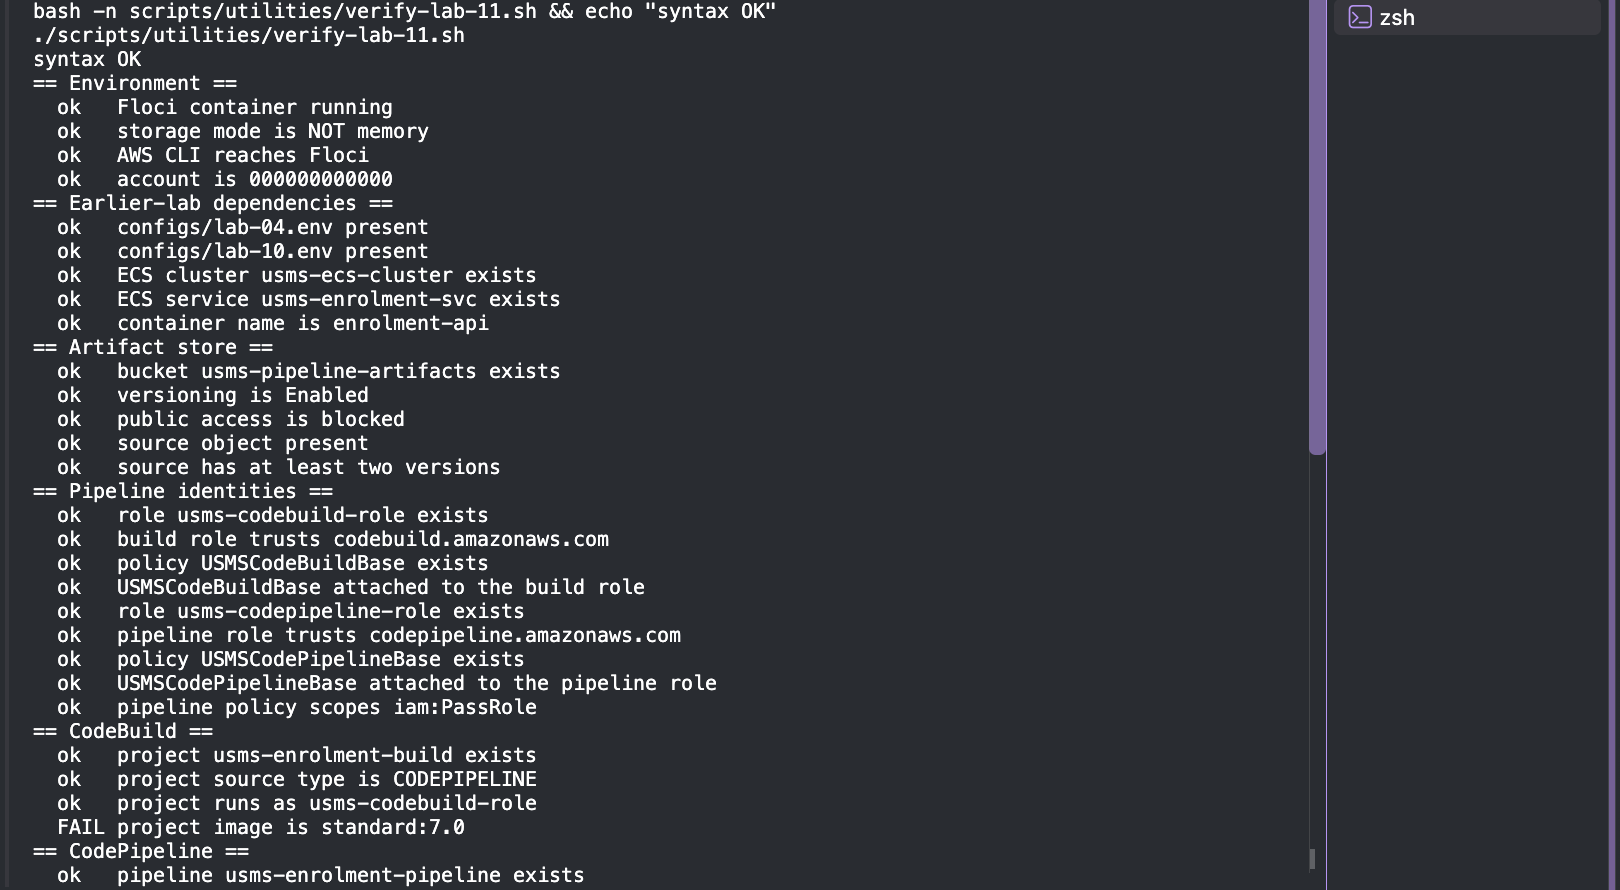 bash -n scripts/utilities/verify-lab-11.sh && echo "syntax OK"
./scripts/utilities/verify-lab-11.sh
syntax OK
== Environment ==
  ok   Floci container running
  ok   storage mode is NOT memory
  ok   AWS CLI reaches Floci
  ok   account is 000000000000
== Earlier-lab dependencies ==
  ok   configs/lab-04.env present
  ok   configs/lab-10.env present
  ok   ECS cluster usms-ecs-cluster exists
  ok   ECS service usms-enrolment-svc exists
  ok   container name is enrolment-api
== Artifact store ==
  ok   bucket usms-pipeline-artifacts exists
  ok   versioning is Enabled
  ok   public access is blocked
  ok   source object present
  ok   source has at least two versions
== Pipeline identities ==
  ok   role usms-codebuild-role exists
  ok   build role trusts codebuild.amazonaws.com
  ok   policy USMSCodeBuildBase exists
  ok   USMSCodeBuildBase attached to the build role
  ok   role usms-codepipeline-role exists
  ok   pipeline role trusts codepipeline.amazonaws.com
  ok   policy USMSCodePipelineBase exists
  ok   USMSCodePipelineBase attached to the pipeline role
  ok   pipeline policy scopes iam:PassRole
== CodeBuild ==
  ok   project usms-enrolment-build exists
  ok   project source type is CODEPIPELINE
  ok   project runs as usms-codebuild-role
  FAIL project image is standard:7.0
== CodePipeline ==
  ok   pipeline usms-enrolment-pipeline exists
zsh